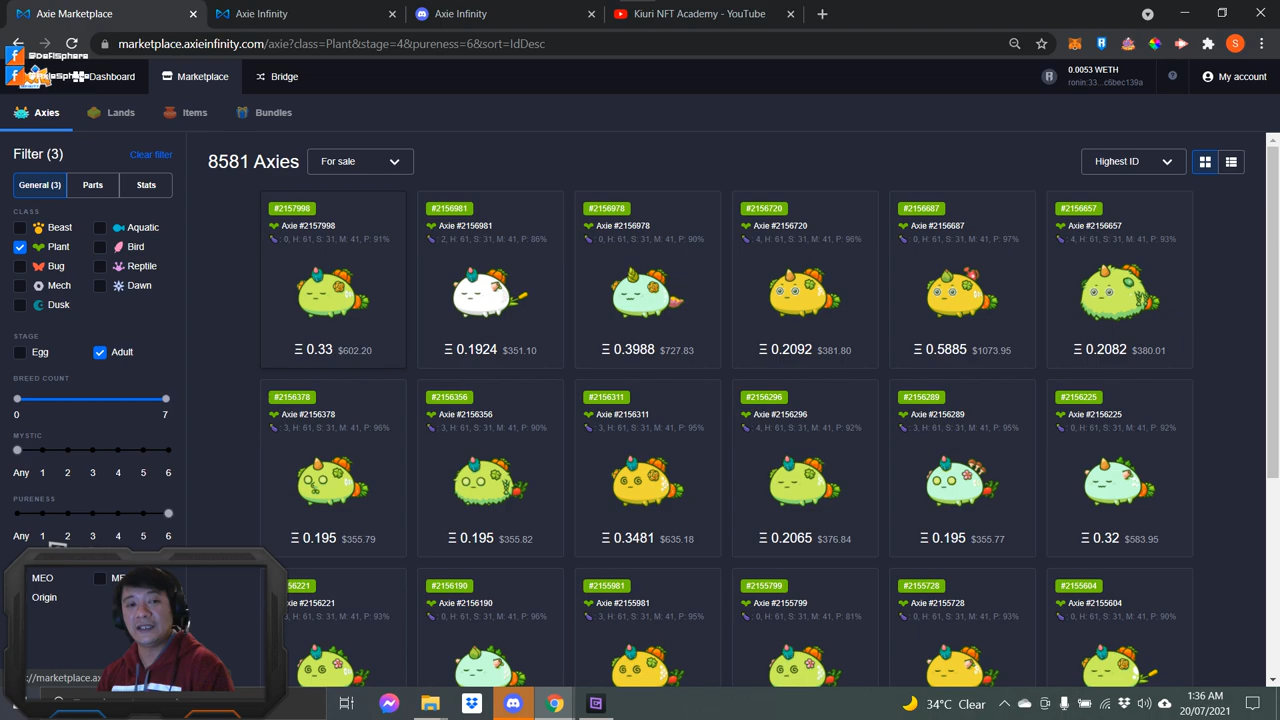 Axie Marketplace
Axie Infinity
Axie Infinity
Kiuri NFT Academy - YouTube
marketplace.axieinfinity.com/axie?class=Plant&stage=4&pureness=6&sort=IdDesc
Dashboard
Marketplace
Bridge
0.0053 WETH
ronin:33...c6bec139a
My account
Axies
Lands
Items
Bundles
Filter (3)
Clear filter
8581 Axies
For sale
Highest ID
General (3)
Parts
Stats
CLASS
Beast
Aquatic
Plant
Bird
Bug
Reptile
Mech
Dawn
Dusk
STAGE
Egg
Adult
BREED COUNT
0
7
MYSTIC
Any 1 2 3 4 5 6
PURENESS
Any 1 2 3 4 5 6
MEO
Origin
#2157998
Axie #2157998
: 0, H: 61, S: 31, M: 41, P: 91%
Ξ 0.33 $602.20
#2156981
Axie #2156981
: 2, H: 61, S: 31, M: 41, P: 86%
Ξ 0.1924 $351.10
#2156978
Axie #2156978
: 0, H: 61, S: 31, M: 41, P: 90%
Ξ 0.3988 $727.83
#2156720
Axie #2156720
: 4, H: 61, S: 31, M: 41, P: 96%
Ξ 0.2092 $381.80
#2156687
Axie #2156687
: 0, H: 61, S: 31, M: 41, P: 97%
Ξ 0.5885 $1073.95
#2156657
Axie #2156657
: 4, H: 61, S: 31, M: 41, P: 93%
Ξ 0.2082 $380.01
#2156378
Axie #2156378
: 3, H: 61, S: 31, M: 41, P: 96%
Ξ 0.195 $355.79
#2156356
Axie #2156356
: 3, H: 61, S: 31, M: 41, P: 90%
Ξ 0.195 $355.82
#2156311
Axie #2156311
: 3, H: 61, S: 31, M: 41, P: 95%
Ξ 0.3481 $635.18
#2156296
Axie #2156296
: 4, H: 61, S: 31, M: 41, P: 92%
Ξ 0.2065 $376.84
#2156289
Axie #2156289
: 3, H: 61, S: 31, M: 41, P: 95%
Ξ 0.195 $355.77
#2156225
Axie #2156225
: 0, H: 61, S: 31, M: 41, P: 92%
Ξ 0.32 $583.95
56221
xie #2156221
, H: 61, S: 31, M: 41, P: 93%
#2156190
Axie #2156190
: 4, H: 61, S: 31, M: 41, P: 96%
#2155981
Axie #2155981
: 3, H: 61, S: 31, M: 41, P: 95%
#2155799
Axie #2155799
: 0, H: 61, S: 31, M: 41, P: 81%
#2155728
Axie #2155728
: 0, H: 61, S: 31, M: 41, P: 93%
#2155604
Axie #2155604
: 0, H: 61, S: 31, M: 41, P: 90%
://marketplace.ax
34°C Clear
1:36 AM
20/07/2021